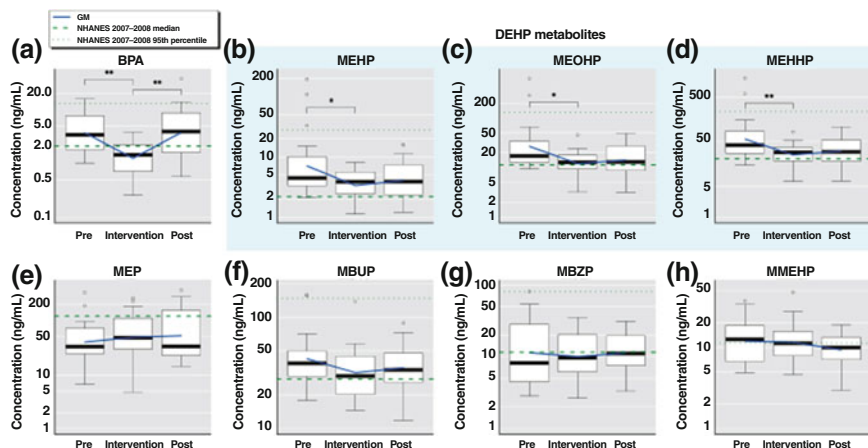 GM
NHANES 2007–2008 median
NHANES 2007–2008 95th percentile
DEHP metabolites
(a)
BPA
Concentration (ng/mL)
20.0
5.0
2.0
0.5
0.1
Pre Intervention Post
**
**
(b)
MEHP
Concentration (ng/mL)
200
50
20
10
5
2
1
Pre Intervention Post
*
(c)
MEOHP
Concentration (ng/mL)
200
50
20
10
5
2
1
Pre Intervention Post
*
(d)
MEHHP
Concentration (ng/mL)
500
50
5
1
Pre Intervention Post
**
(e)
MEP
Concentration (ng/mL)
200
50
10
5
2
1
Pre Intervention Post
(f)
MBUP
Concentration (ng/mL)
200
100
50
20
10
Pre Intervention Post
(g)
MBZP
Concentration (ng/mL)
100
50
20
10
5
2
1
Pre Intervention Post
(h)
MMEHP
Concentration (ng/mL)
50
20
10
5
2
1
Pre Intervention Post